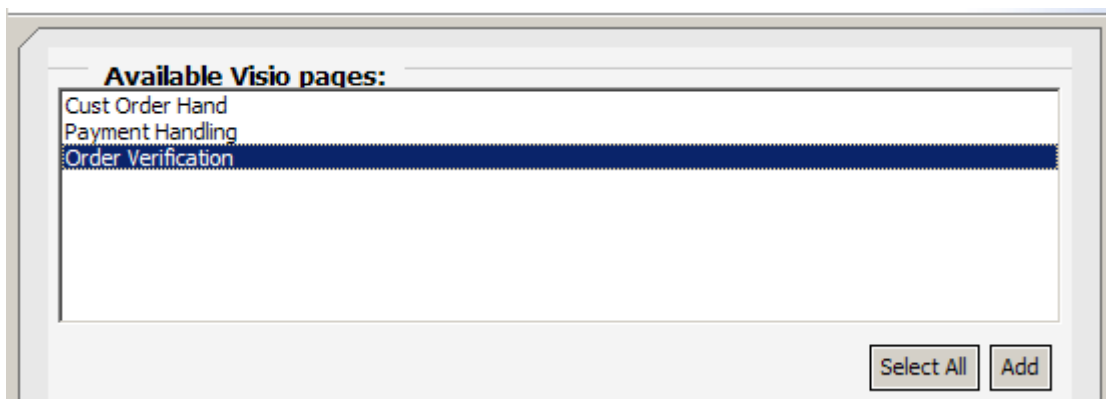 Available Visio pages:
Cust Order Hand
Payment Handling
Order Verification
Select All Add